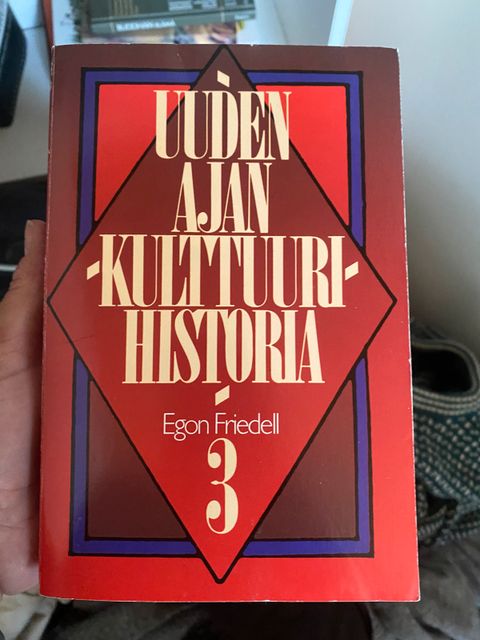 UUDEN
AJAN
-KULTTUURI-
HISTORIA
Egon Friedell
3